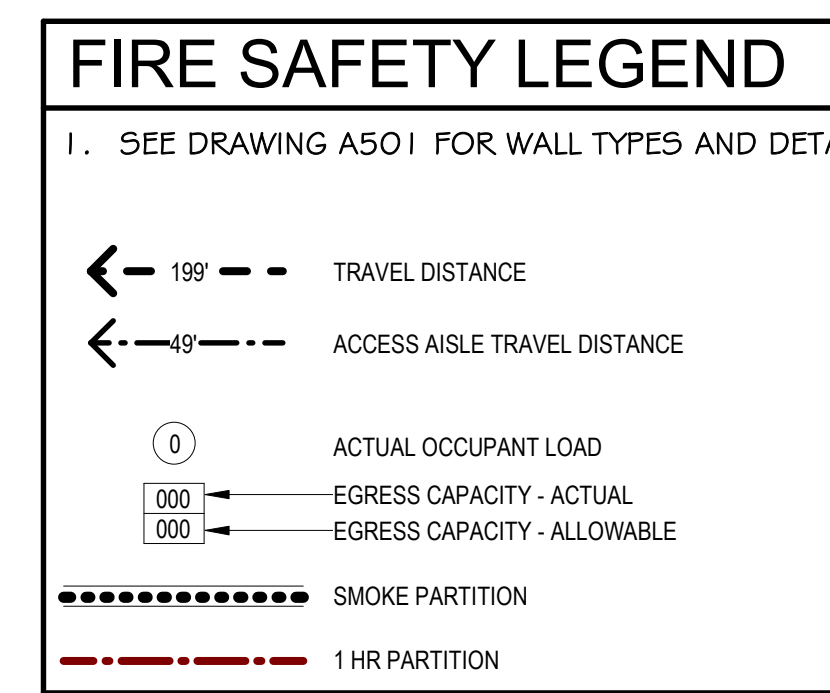 FIRE SAFETY LEGEND
1. SEE DRAWING A501 FOR WALL TYPES AND
199' TRAVEL DISTANCE
49' ACCESS AISLE TRAVEL DISTANCE
0 ACTUAL OCCUPANT LOAD
000 EGRESS CAPACITY - ACTUAL
000 EGRESS CAPACITY - ALLOWABLE
SMOKE PARTITION
1 HR PARTITION